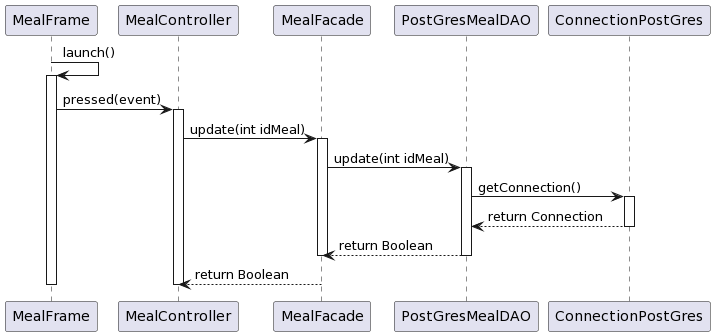 MealFrame MealController MealFacade PostGresMealDAO ConnectionPostGres
launch()
pressed(event)
update(int idMeal)
update(int idMeal)
getConnection()
return Connection
return Boolean
return Boolean
MealFrame MealController MealFacade PostGresMealDAO ConnectionPostGres